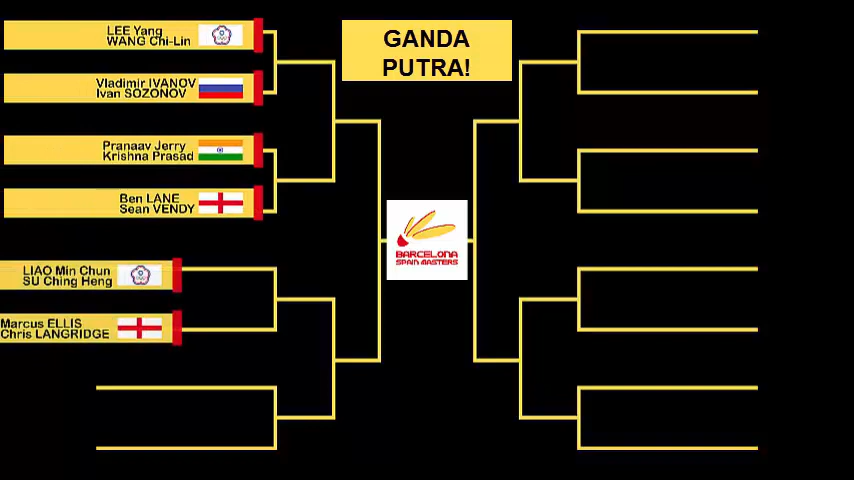 LEE Yang
WANG Chi-Lin
Vladimir IVANOV
Ivan SOZONOV
Pranaav Jerry
Krishna Prasad
Ben LANE
Sean VENDY
LIAO Min Chun
SU Ching Heng
Marcus ELLIS
Chris LANGRIDGE
GANDA
PUTRA!
BARCELONA
SPAIN MASTERS